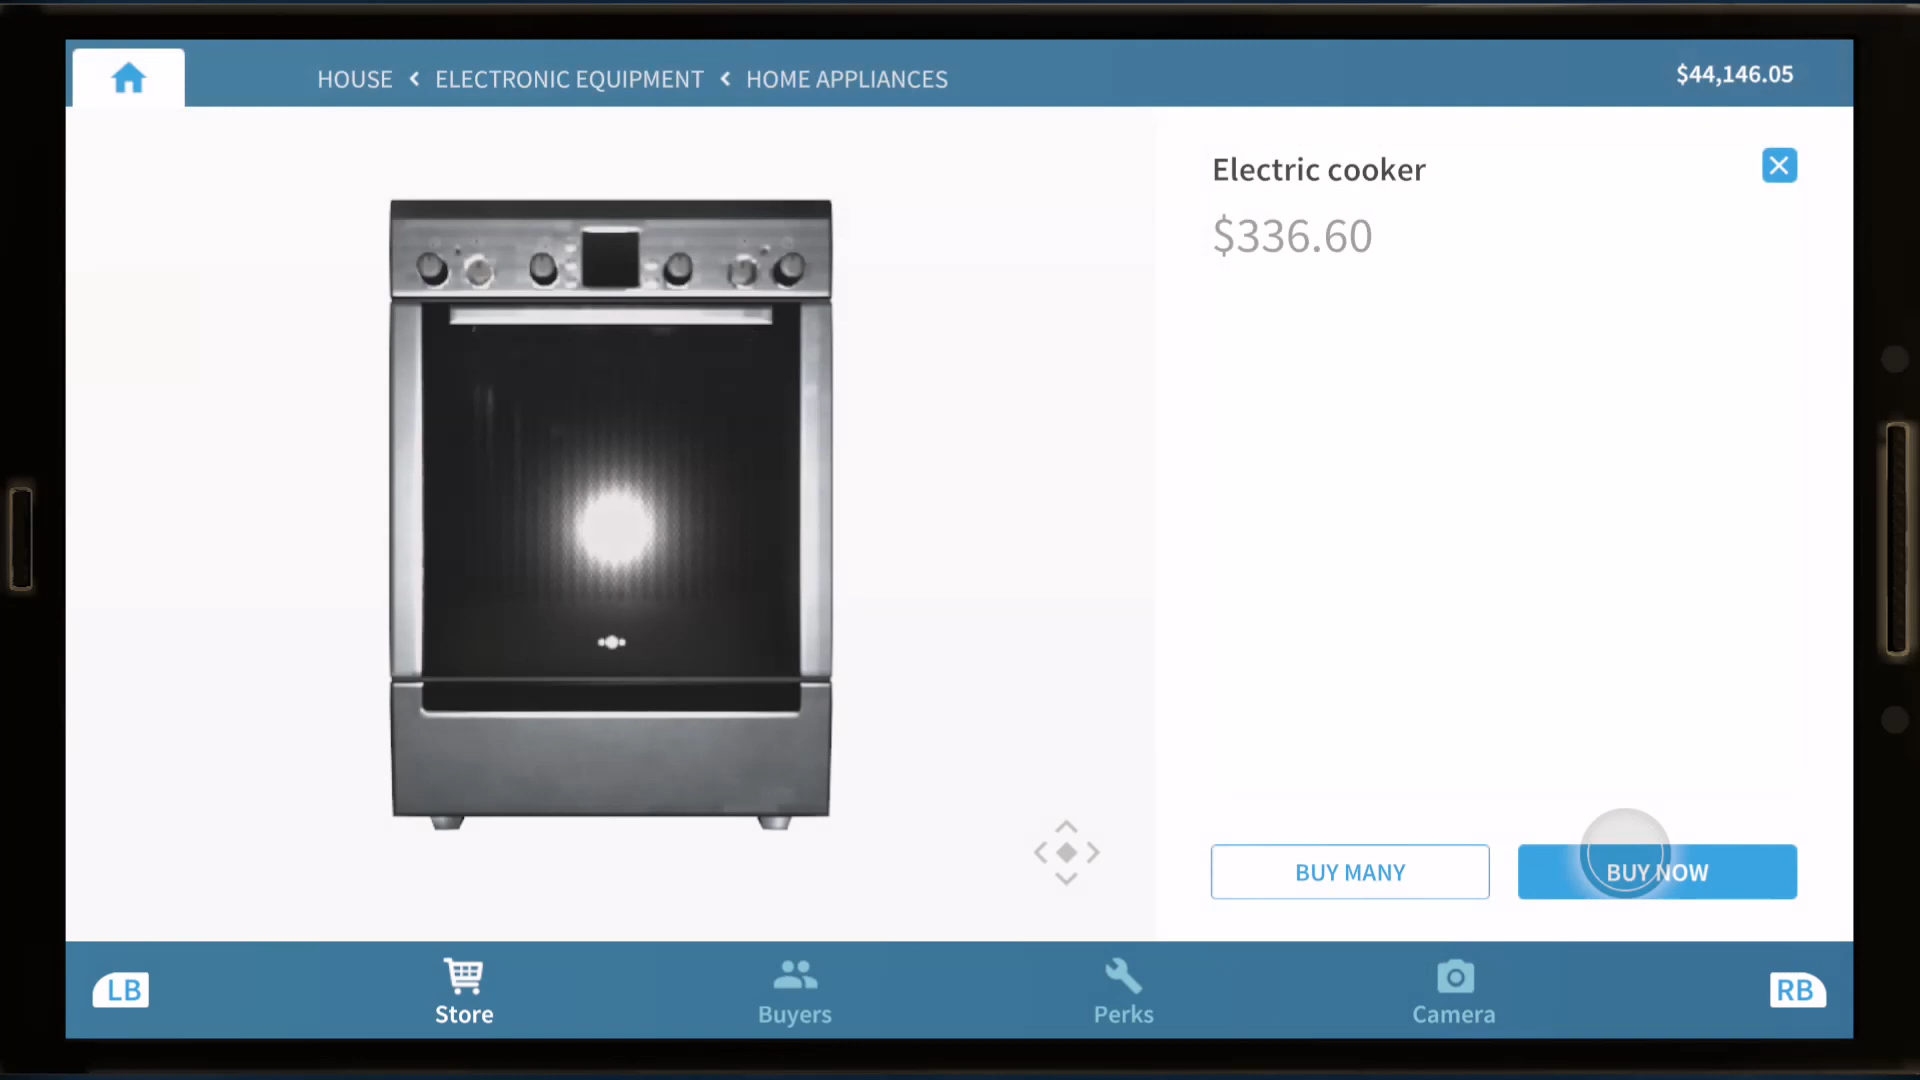 HOUSE < ELECTRONIC EQUIPMENT < HOME APPLIANCES
$44,146.05
Electric cooker
$336.60
BUY MANY
BUY NOW
LB
Store
Buyers
Perks
Camera
RB